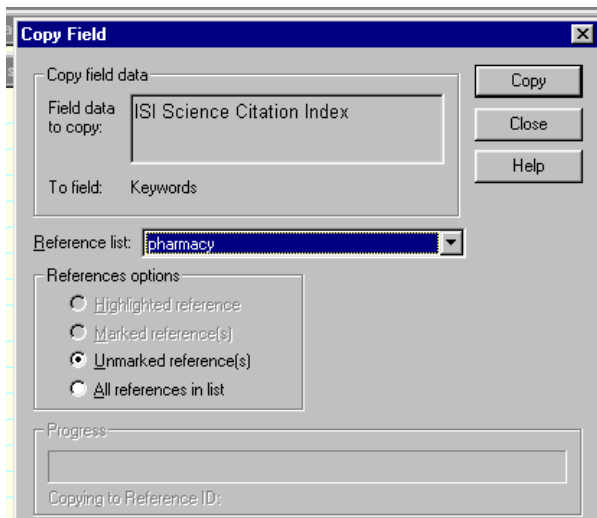 Copy Field
Copy field data
Copy
Field data
to copy:
ISI Science Citation Index
Close
Help
To field: Keywords
Reference list: pharmacy
References options
Highlighted reference
Marked reference(s)
Unmarked reference(s)
All references in list
Progress
Copying to Reference ID: